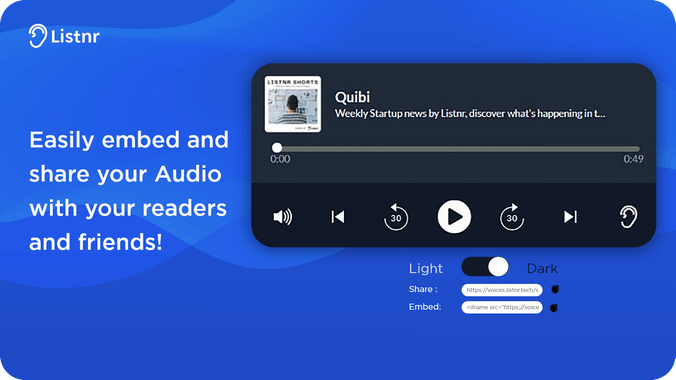 Listnr
Easily embed and
share your Audio
with your readers
and friends!
LISTNR SHORTS
Quibi
Weekly Startup news by Listnr, discover what's happening in t...
0:00
0:49
30
30
Light
Dark
Share :
https://voices.listnr.tech/s
Embed:
<iframe src="https://voice